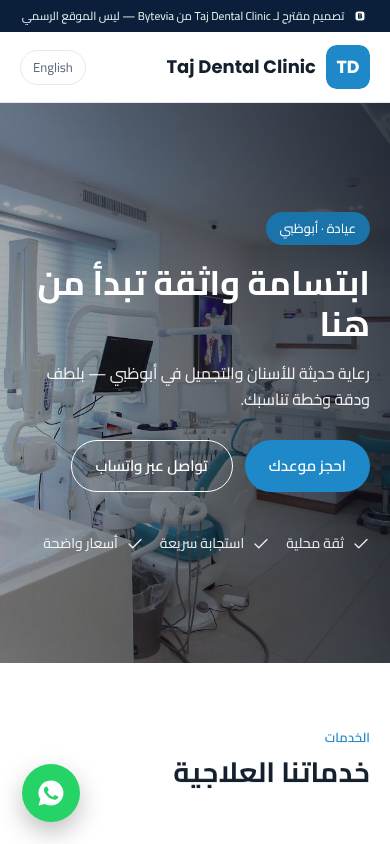 تصميم مقترح لـ Taj Dental Clinic من Bytevia — ليس الموقع الرسمي
TD Taj Dental Clinic
English
عيادة · أبوظبي
ابتسامة واثقة تبدأ من
هنا
رعاية حديثة للأسنان والتجميل في أبوظبي — بلطف
ودقة وخطة تناسبك.
احجز موعدك
تواصل عبر واتساب
ثقة محلية
استجابة سريعة
أسعار واضحة
الخدمات
خدماتنا العلاجية